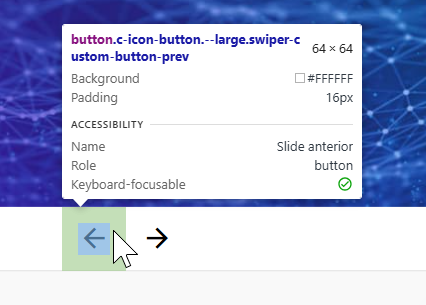 button.c-icon-button.--large.swiper-c
ustom-button-prev
64 × 64
Background
#FFFFFF
Padding
16px
ACCESSIBILITY
Name
Slide anterior
Role
button
Keyboard-focusable